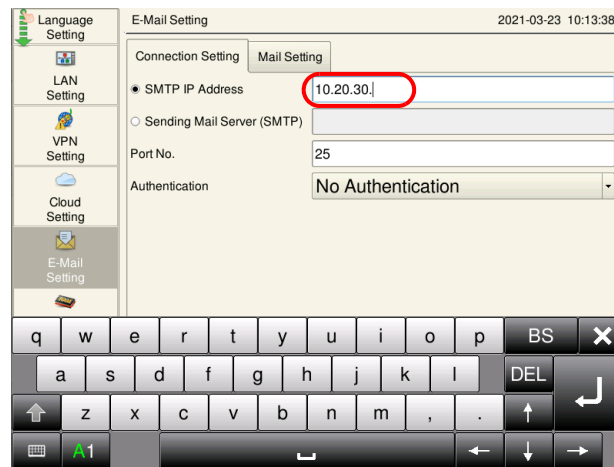 Language
Setting
E-Mail Setting
2021-03-23 10:13:38
LAN
Setting
Connection Setting
Mail Setting
SMTP IP Address
10.20.30.
Sending Mail Server (SMTP)
VPN
Setting
Port No.
25
Authentication
No Authentication
Cloud
Setting
E-Mail
Setting
q w e r t y u i o p BS
a s d f g h j k l DEL
z x c v b n m , .
A1